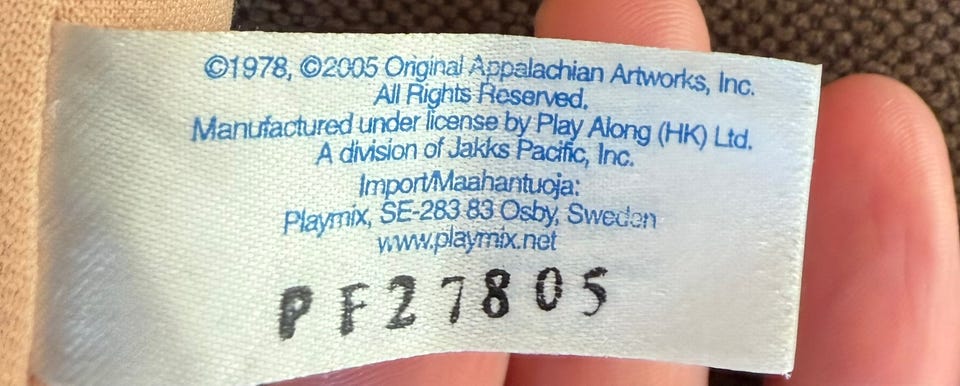 ©1978, ©2005 Original Appalachian Artworks, Inc.
All Rights Reserved.
Manufactured under license by Play Along (HK) Ltd.
A division of Jakks Pacific, Inc.
Import/Maahantuoja:
Playmix, SE-283 83 Osby, Sweden
www.playmix.net
PF27805